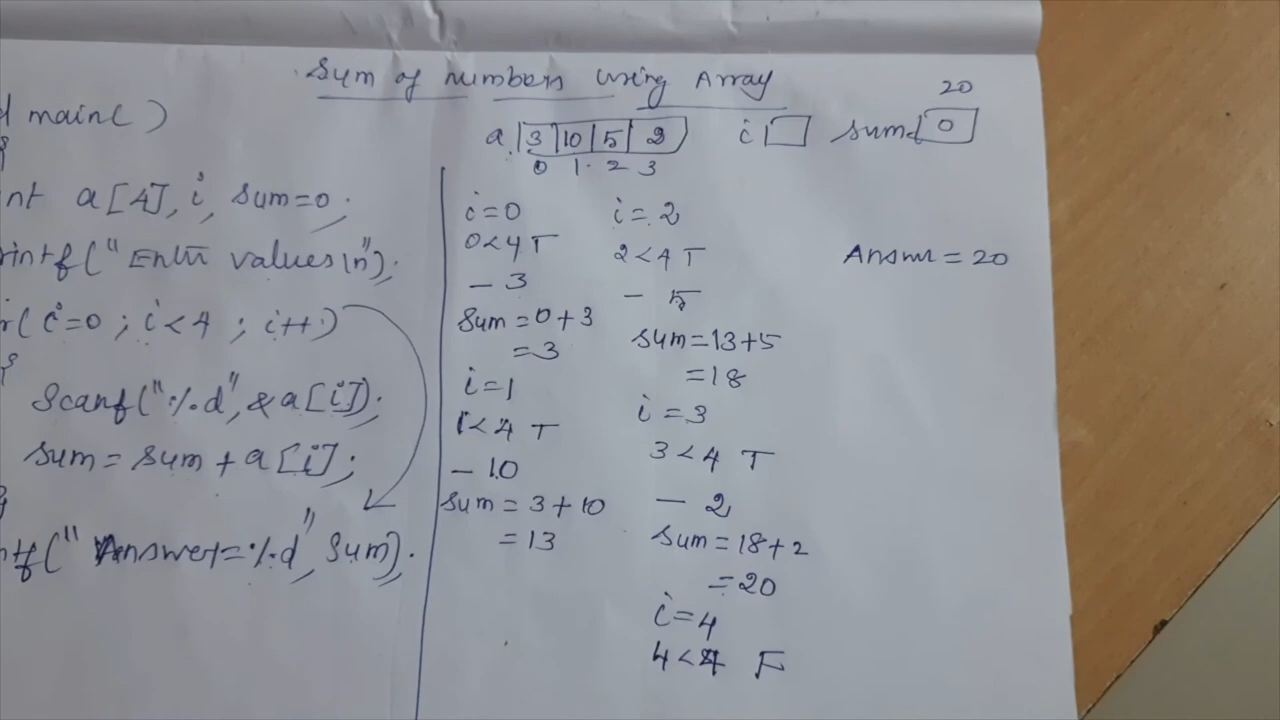 Sum of numbers using Array
d main( )
{
nt a[4], i, sum=0;
rintf("Enter values\n");
r( i=0 ; i<4 ; i++)
{
Scanf("%d", & a[i]);
sum = sum + a[i];
}
ntf("Answer=%d", Sum);
20
a 3 10 5 2 i sum 0
0 1 2 3
i=0
0<4 T
– 3
Sum = 0+3
=3
i=1
1<4 T
– 10
Sum = 3+10
=13
i=2
2<4 T
– 5
Sum=13+5
=18
i=3
3<4 T
– 2
Sum=18+2
=20
i=4
4<4 F
Answer = 20